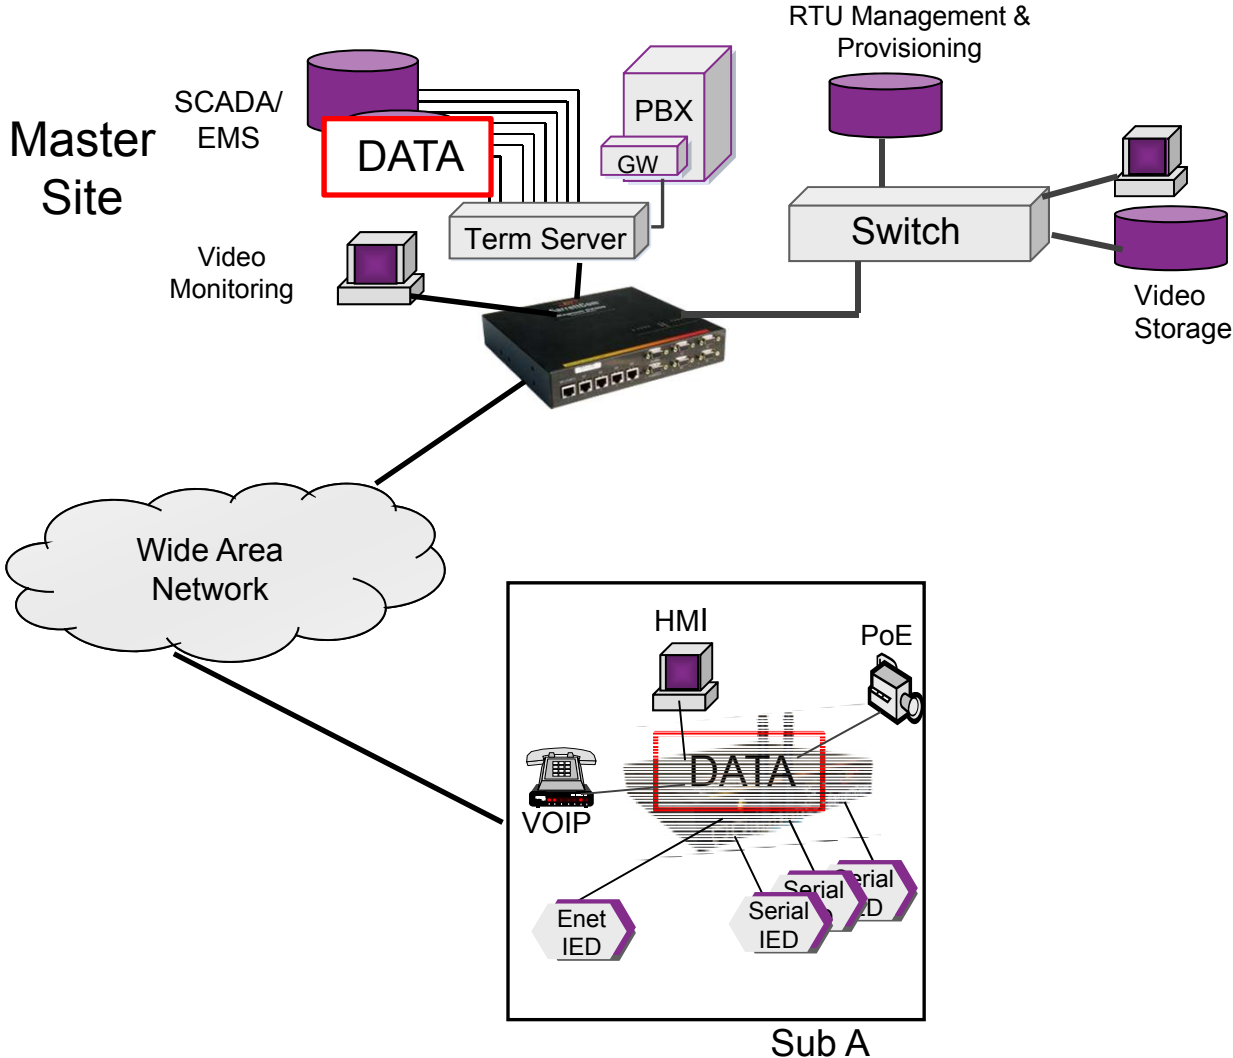 RTU Management &
Provisioning
SCADA/
EMS
Master
Site
DATA
PBX
GW
Term Server
Switch
Video
Monitoring
Video
Storage
Wide Area
Network
HMI
PoE
DATA
VOIP
Enet
IED
Serial
IED
Serial
Sub A